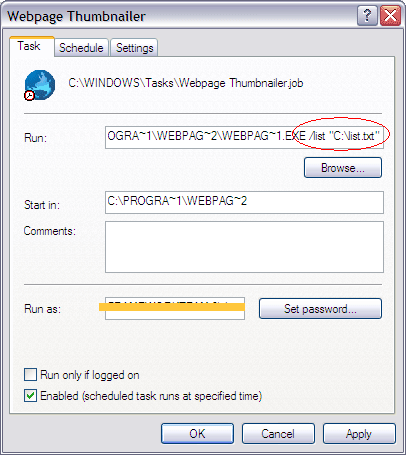 Webpage Thumbnailer
Task Schedule Settings
C:\WINDOWS\Tasks\Webpage Thumbnailer.job
Run: OGRA~1\WEBPAG~2\WEBPAG~1.EXE /list "C:\list.txt"
Browse...
Start in: C:\PROGRA~1\WEBPAG~2
Comments:
Run as: Set password...
Run only if logged on
Enabled (scheduled task runs at specified time)
OK Cancel Apply